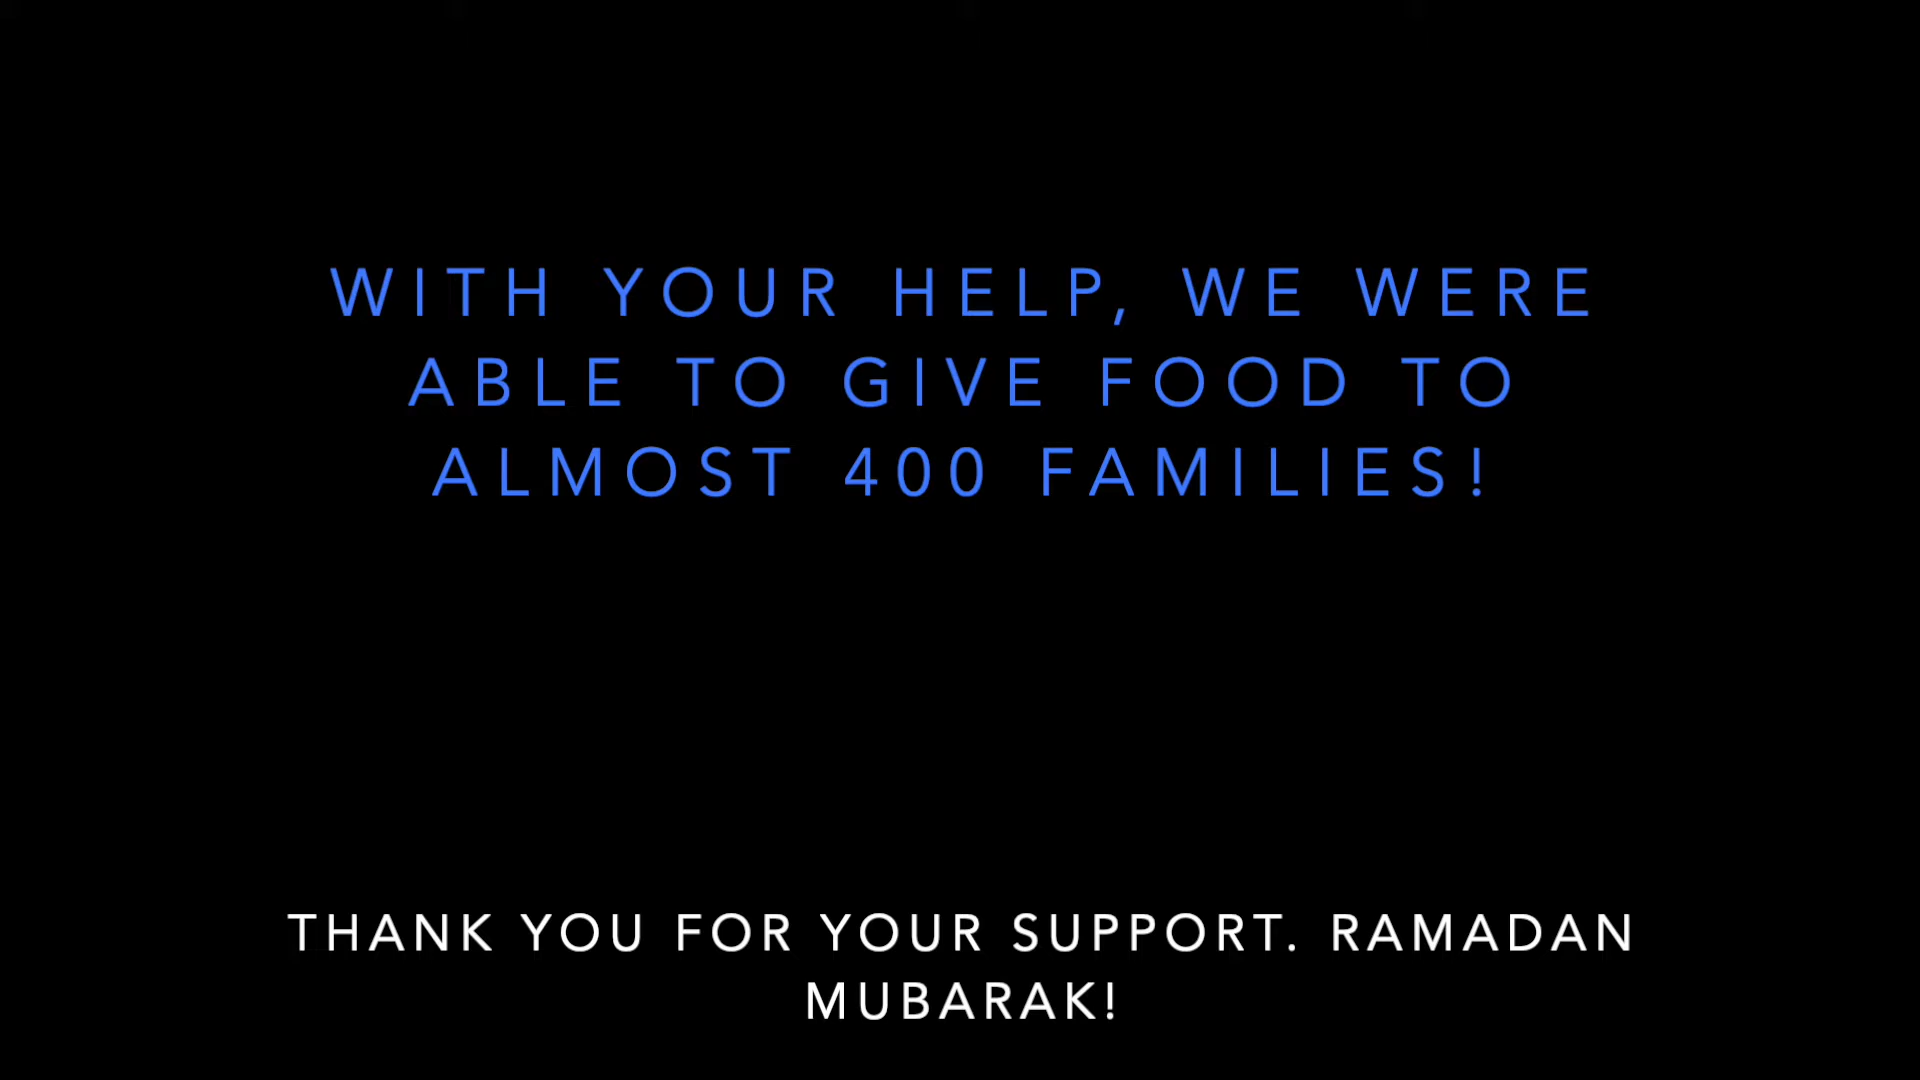 WITH YOUR HELP, WE WERE
ABLE TO GIVE FOOD TO
ALMOST 400 FAMILIES!
THANK YOU FOR YOUR SUPPORT. RAMADAN
MUBARAK!